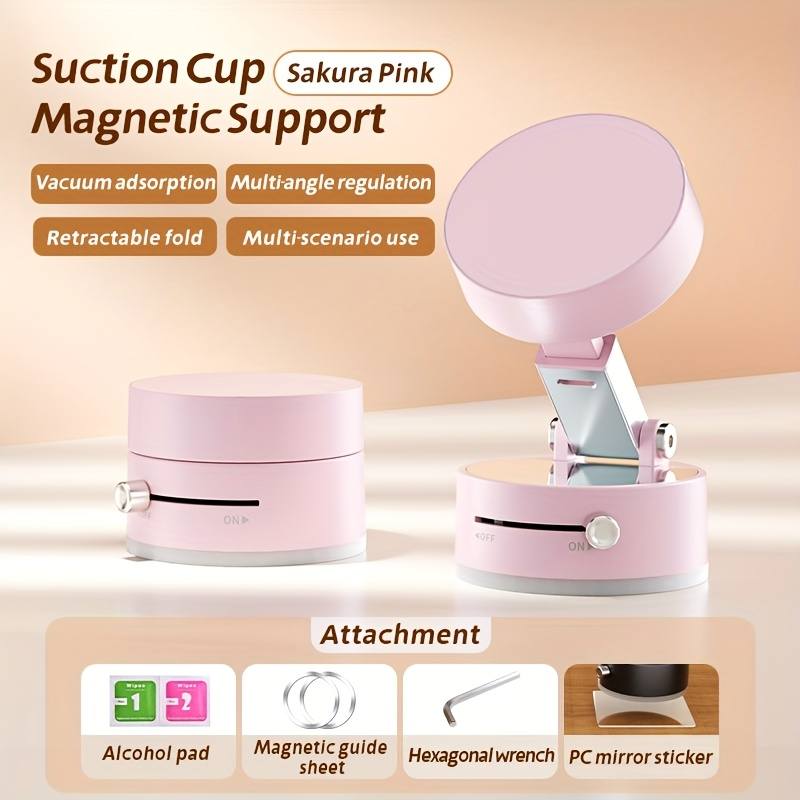 Suction Cup Sakura Pink
Magnetic Support
Vacuum adsorption Multi-angle regulation
Retractable fold Multi-scenario use
OFF ON▶
◀OFF ON▶
Attachment
Wipes Wipes
1 2
Alcohol pad
Magnetic guide
sheet
Hexagonal wrench
PC mirror sticker